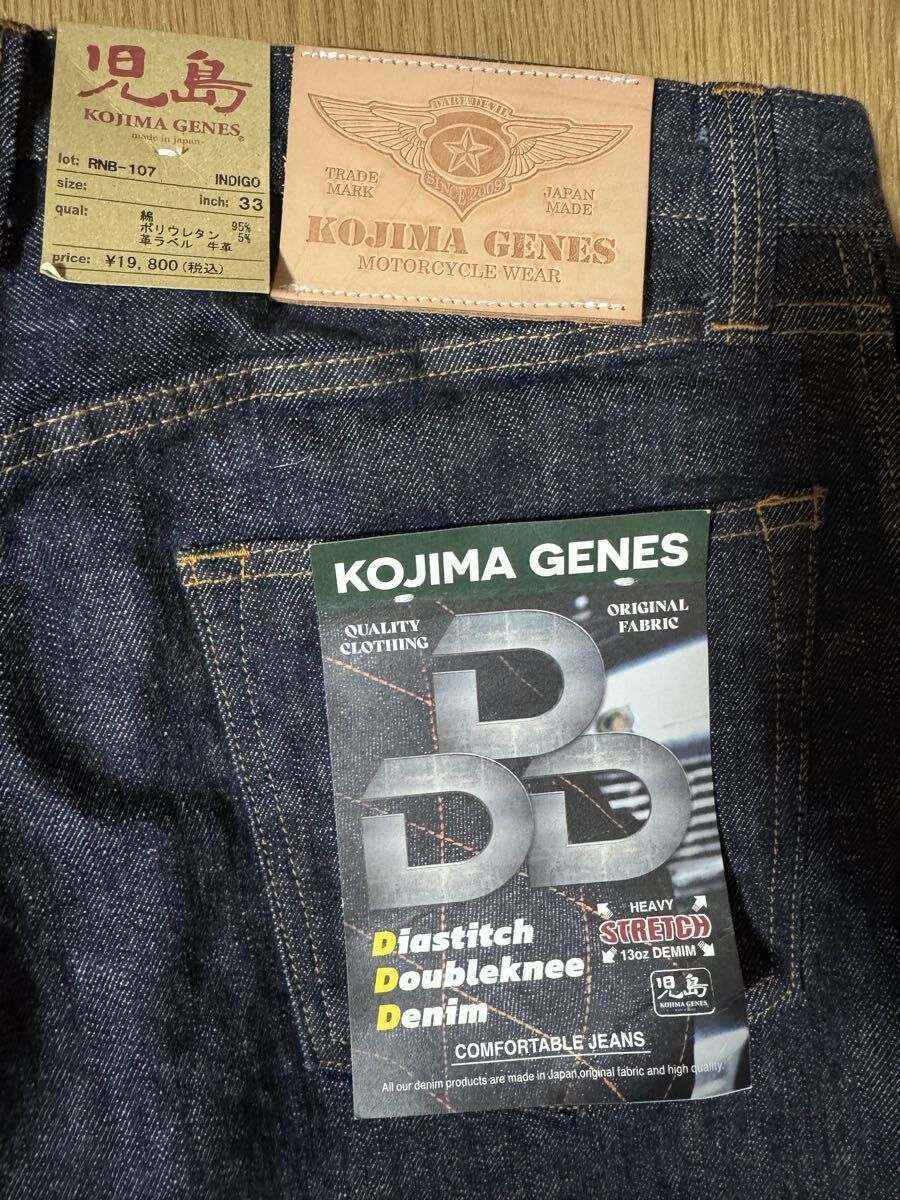 児島
KOJIMA GENES
made in japan-
lot: RNB-107 INDIGO
size: inch: 33
qual: 綿 95%
ポリウレタン 5%
革ラベル 牛革
price: ¥19,800(税込)
DARE DEVIL
SINCE 2009
TRADE MARK
JAPAN MADE
KOJIMA GENES
MOTORCYCLE WEAR
KOJIMA GENES
QUALITY CLOTHING
ORIGINAL FABRIC
D
D D
Diastitch
Doubleknee
Denim
HEAVY
STRETCH
13oz DEMIM
児島
KOJIMA GENES
COMFORTABLE JEANS
All our denim products are made in Japan,original fabric and high quality.